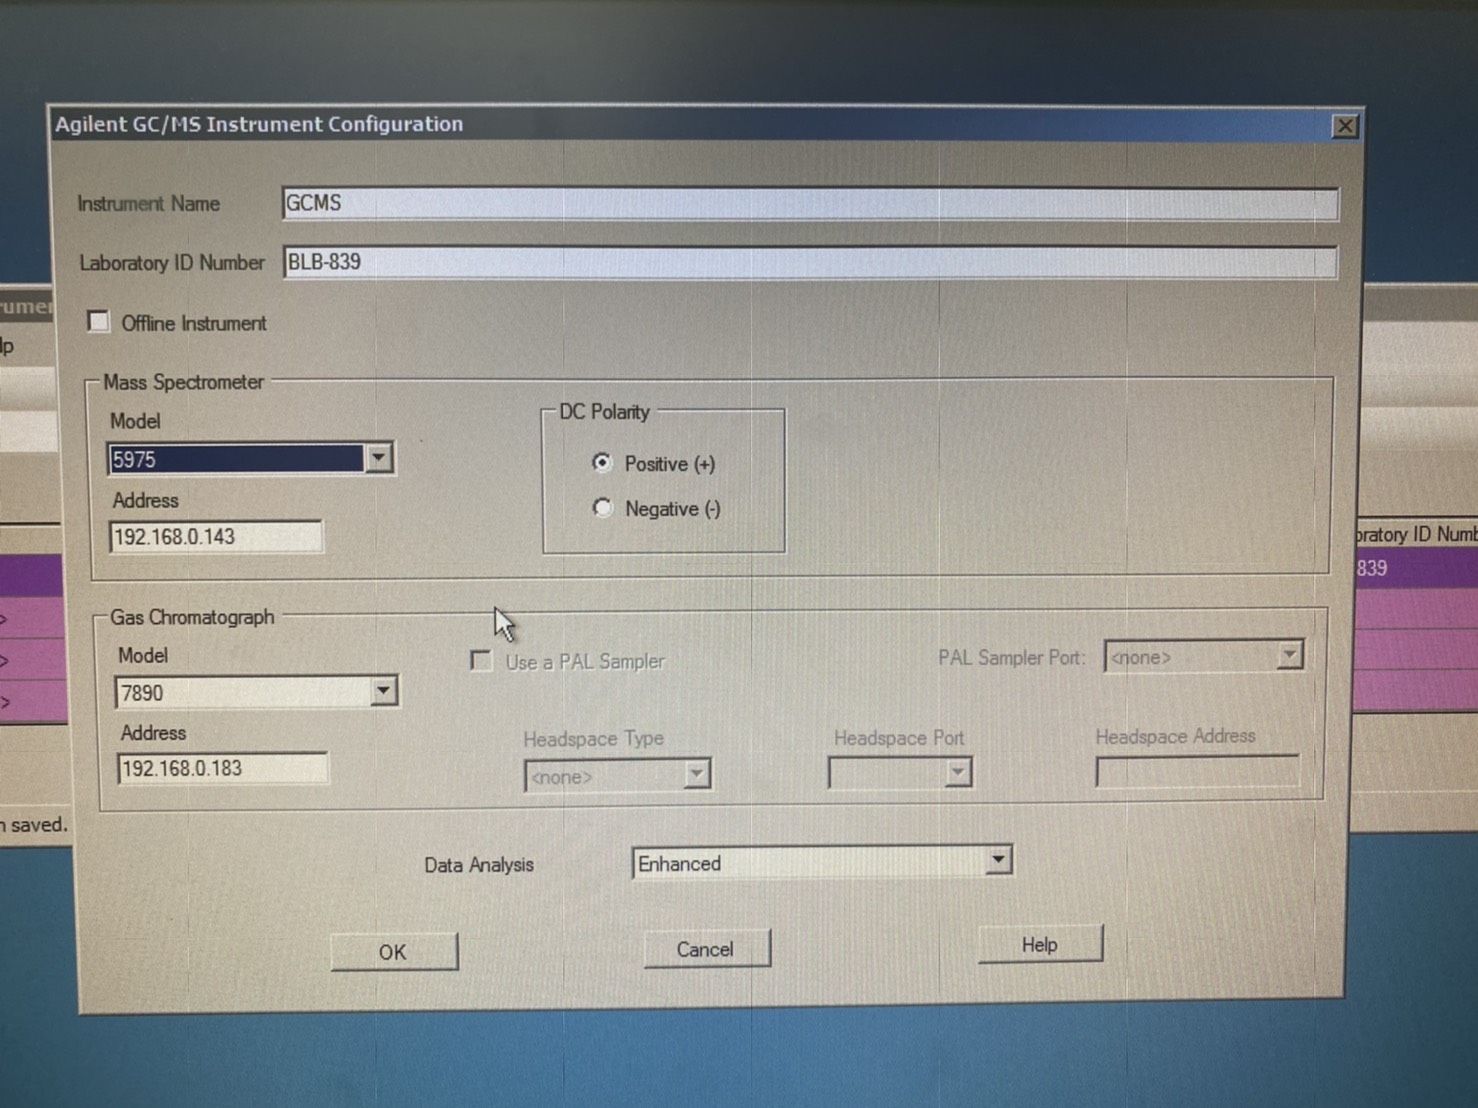 Agilent GC/MS Instrument Configuration
Instrument Name GCMS
Laboratory ID Number BLB-839
Offline Instrument
lp
Mass Spectrometer
Model
5975
DC Polarity
Positive (+)
Negative (-)
Address
192.168.0.143
oratory ID Numb
839
Gas Chromatograph
Model
7890
Use a PAL Sampler
PAL Sampler Port: <none>
Address
192.168.0.183
Headspace Type
<none>
Headspace Port
Headspace Address
n saved.
Data Analysis Enhanced
OK Cancel Help